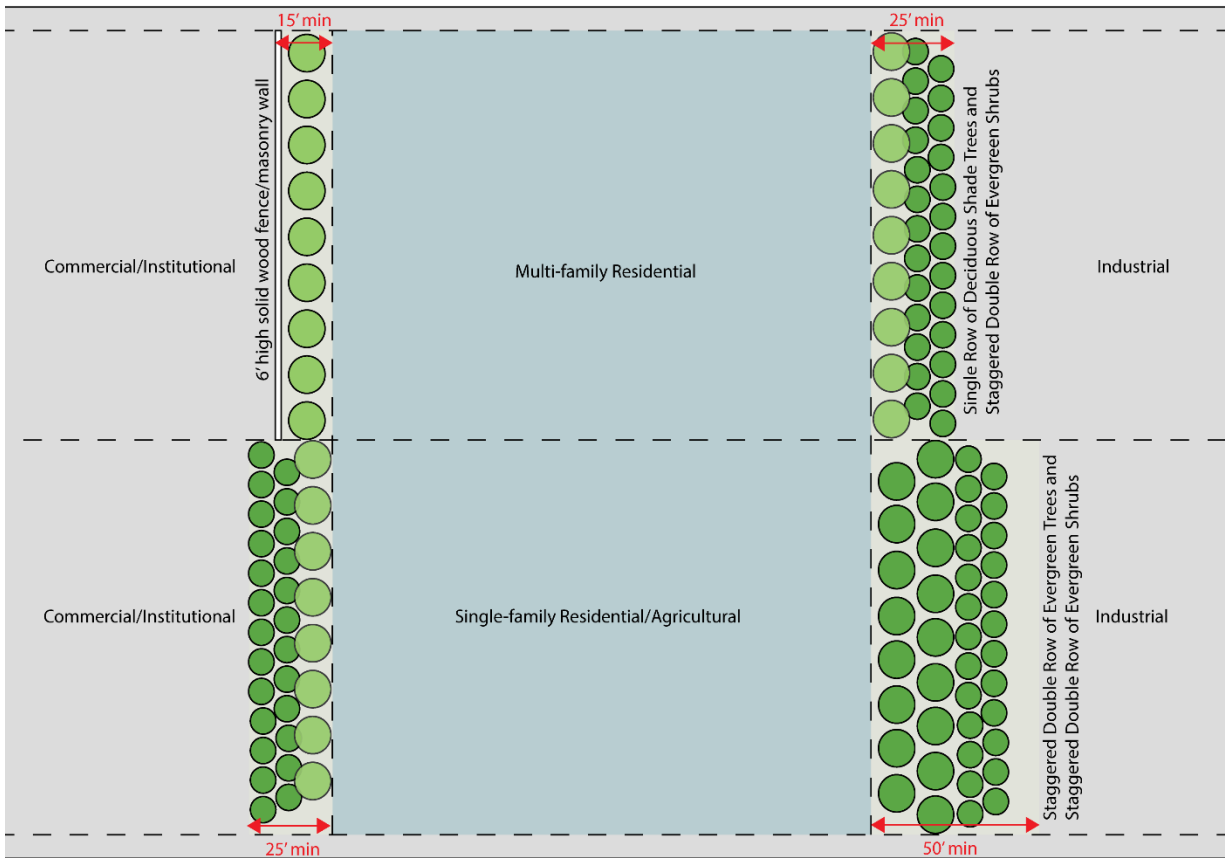 15' min
25' min
6' high solid wood fence/masonry wall
Single Row of Deciduous Shade Trees and
Staggered Double Row of Evergreen Shrubs
Commercial/Institutional
Multi-family Residential
Industrial
Commercial/Institutional
Single-family Residential/Agricultural
Staggered Double Row of Evergreen Trees and
Staggered Double Row of Evergreen Shrubs
Industrial
25' min
50' min